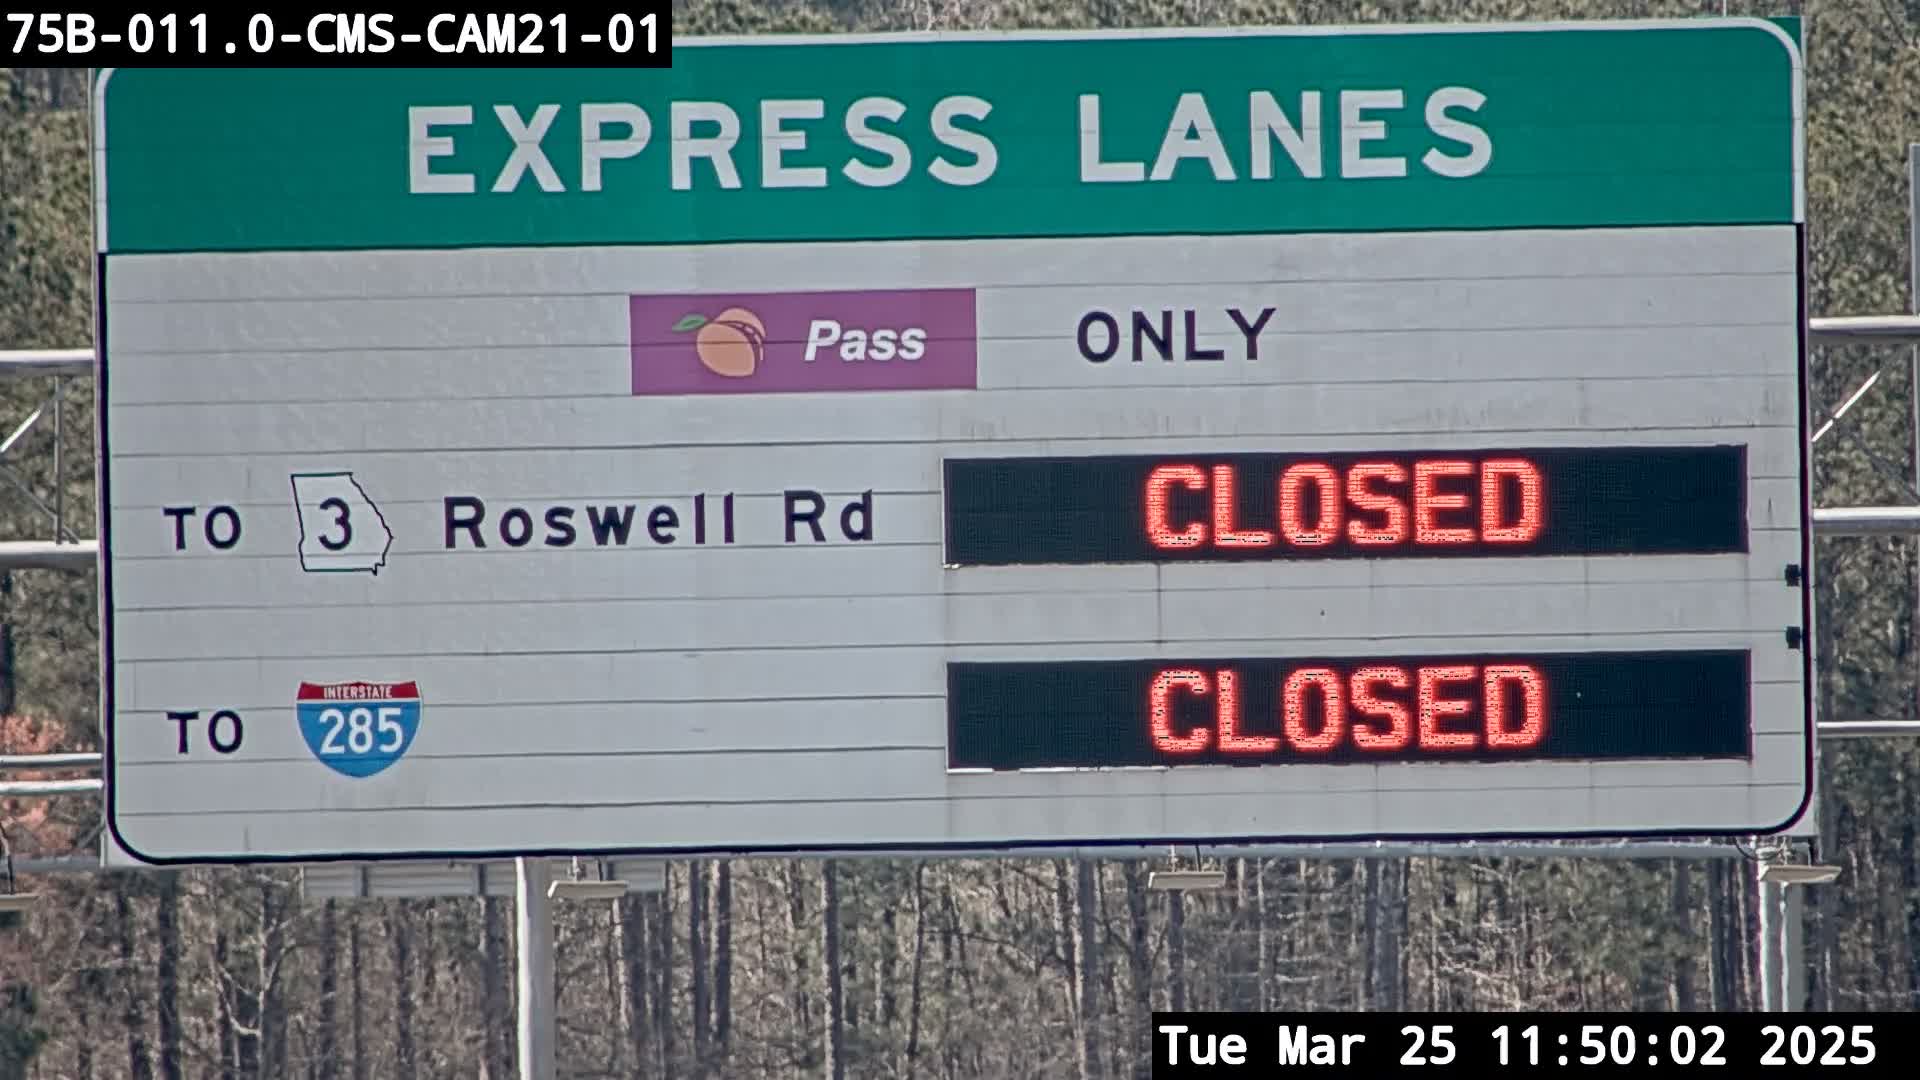 75B-011.0-CMS-CAM21-01
EXPRESS LANES
Pass ONLY
TO 3 Roswell Rd CLOSED
INTERSTATE
TO 285 CLOSED
Tue Mar 25 11:50:02 2025